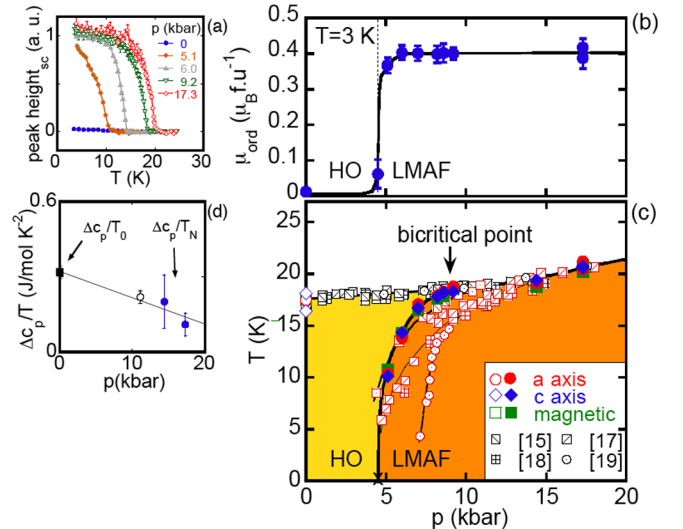 p (kbar) (a)
0
5.1
6.0
9.2
17.3
peak height_sc (a. u.)
1
0
0 10 20 30
T (K)
(b)
T=3 K
μ_ord (μ_B f.u⁻¹)
0.5
0.4
0.3
0.2
0.1
0
HO LMAF
(d)
Δc_p/T_0 Δc_p/T_N
Δc_p/T (J/mol K⁻²)
0.6
0
0 10 20
p(kbar)
(c)
bicritical point
T (K)
25
20
15
10
5
0
HO LMAF
a axis
c axis
magnetic
[15] [17]
[18] [19]
0 5 10 15 20
p (kbar)